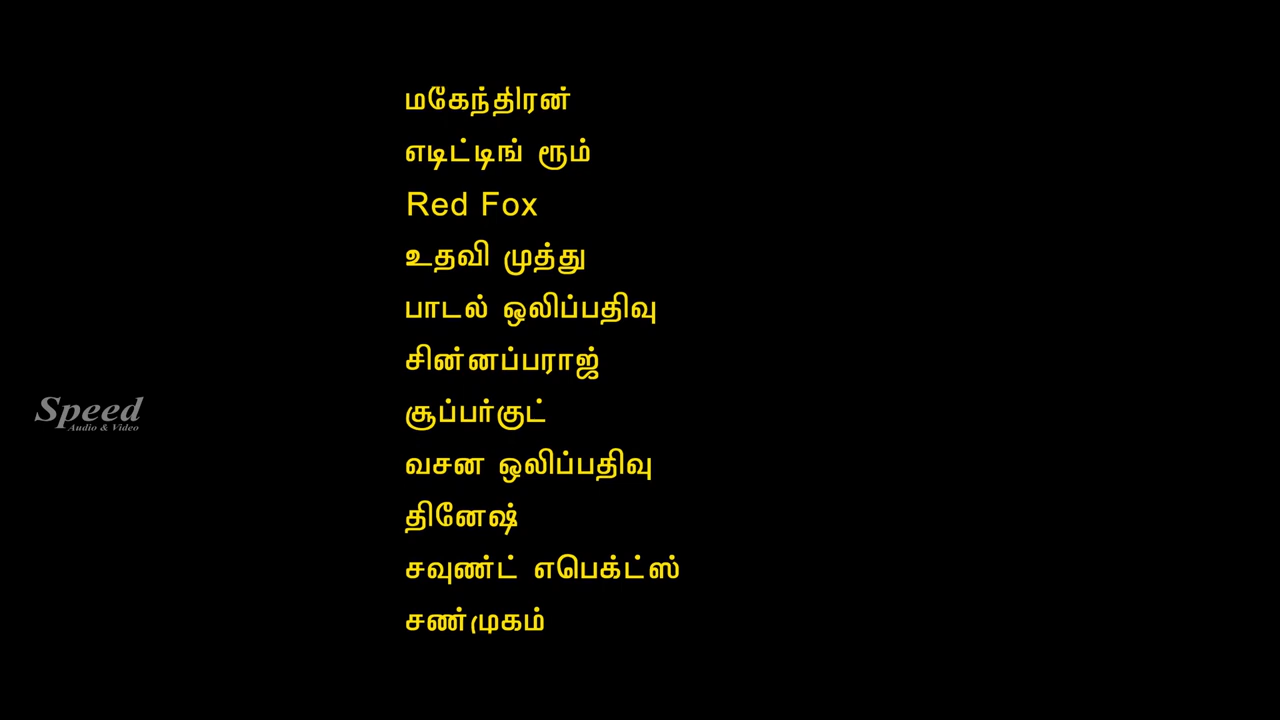 மகேந்திரன்
எடிட்டிங் ரூம்
Red Fox
உதவி முத்து
பாடல் ஒலிப்பதிவு
சின்னப்பராஜ்
சூப்பர்குட்
வசன ஒலிப்பதிவு
தினேஷ்
சவுண்ட் எபெக்ட்ஸ்
சண்முகம்
Speed
Audio & Video